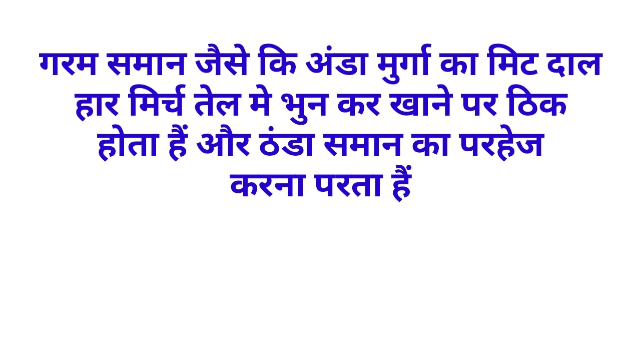 गरम समान जैसे कि अंडा मुर्गा का मिट दाल
हार मिर्च तेल मे भुन कर खाने पर ठिक
होता हैं और ठंडा समान का परहेज
करना परता हैं